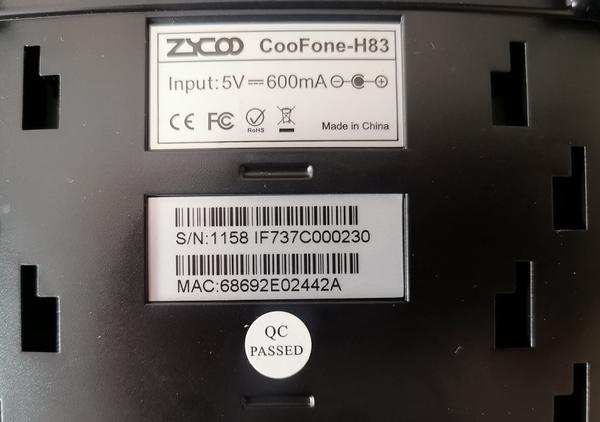 ZYCOO CooFone-H83
Input: 5V 600mA
CE FC RoHS
Made in China
S/N:1158 IF737C000230
MAC:68692E02442A
QC
PASSED